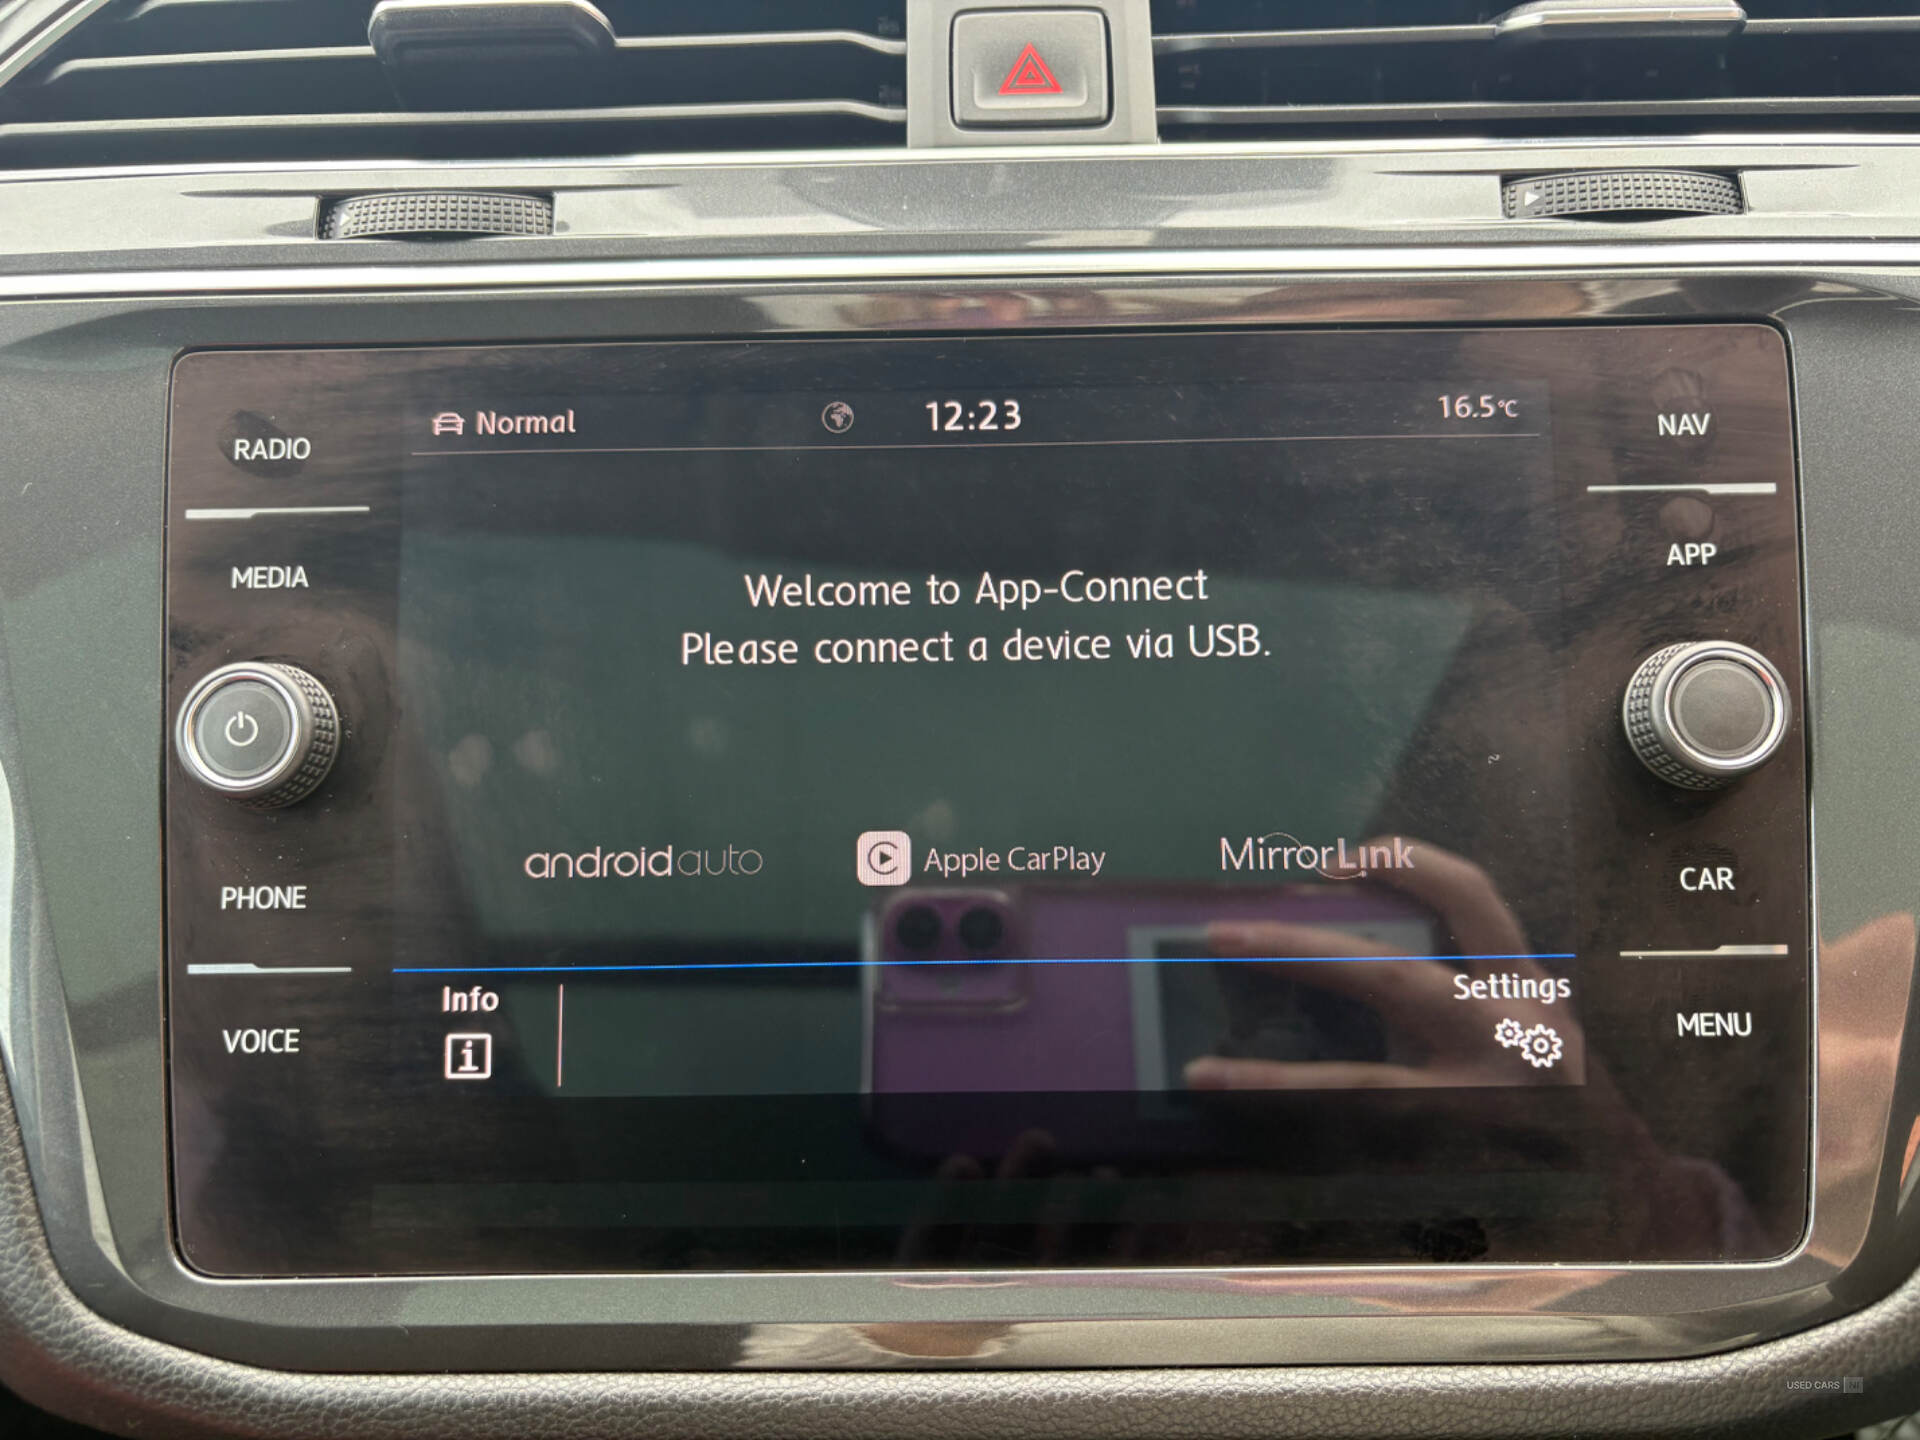 Normal 12:23 16.5°C
RADIO
NAV
MEDIA
APP
Welcome to App-Connect
Please connect a device via USB.
androidauto Apple CarPlay MirrorLink
PHONE
CAR
Info
Settings
VOICE
MENU
USED CARS NI